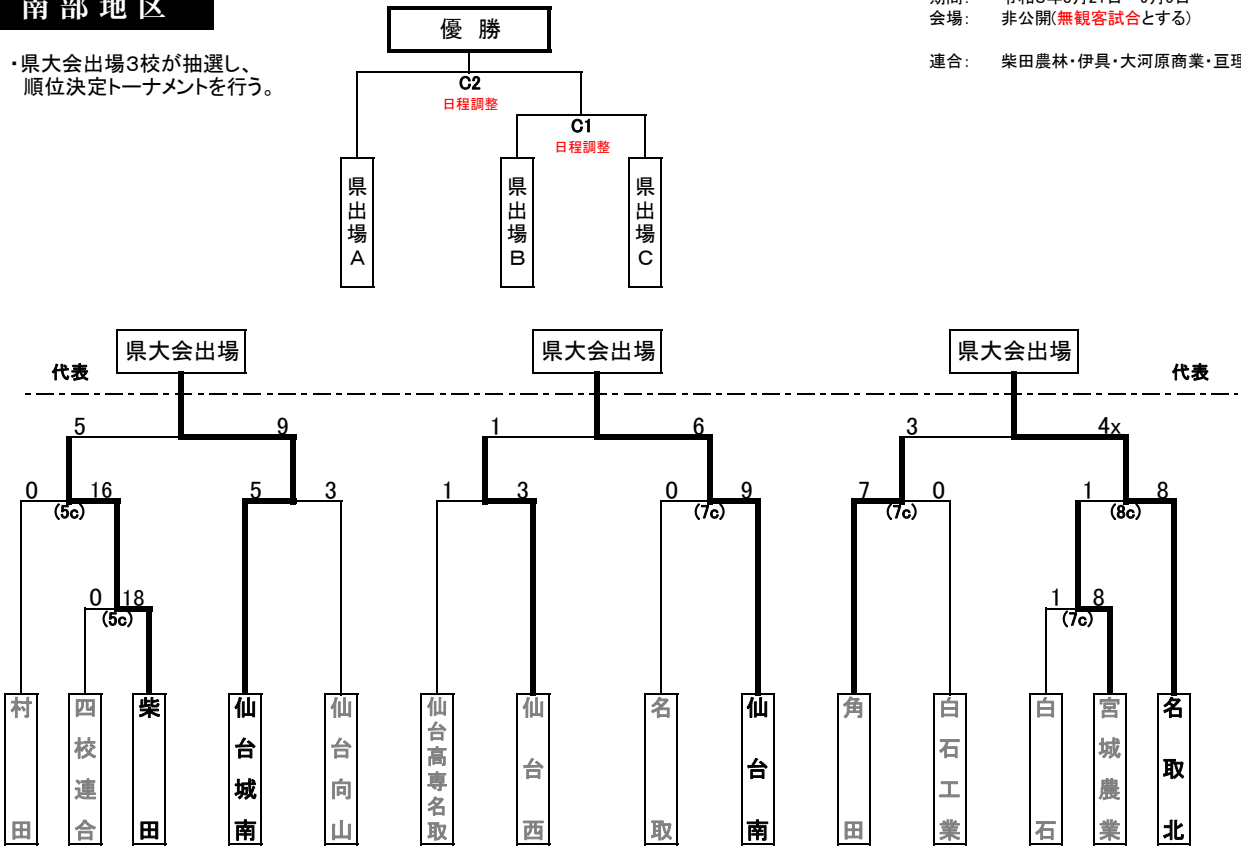 南部地区
会場： 非公開(無観客試合とする)
・県大会出場3校が抽選し、
順位決定トーナメントを行う。
連合： 柴田農林・伊具・大河原商業・亘理
優 勝
C2
日程調整
C1
日程調整
県出場A
県出場B
県出場C
県大会出場
県大会出場
県大会出場
代表
代表
5 9 1 6 3 4x
0 16 5 3 1 3 0 9 7 0 1 8
(5c) (7c) (7c) (8c)
0 18 1 8
(5c) (7c)
村田
四校連合
柴田
仙台城南
仙台向山
仙台高専名取
仙台西
名取
仙台南
角田
白石工業
白石
宮城農業
名取北